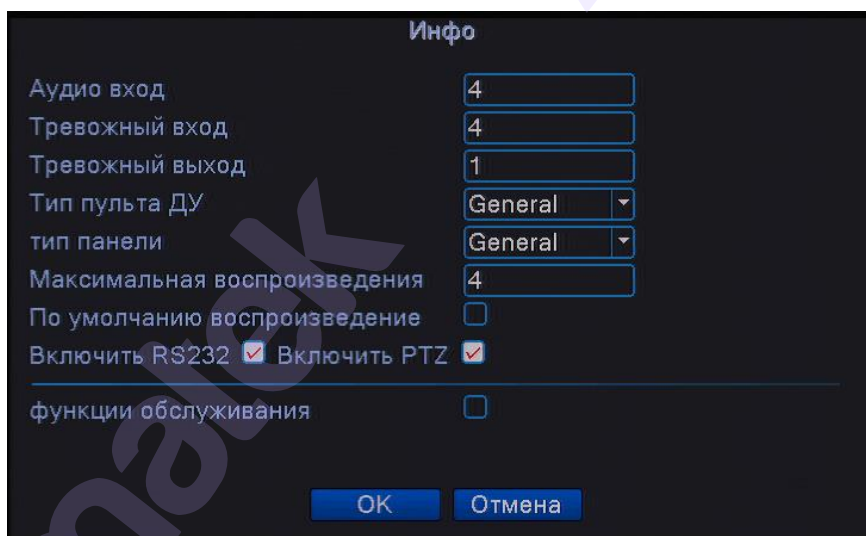 Инфо
Аудио вход 4
Тревожный вход 4
Тревожный выход 1
Тип пульта ДУ General
тип панели General
Максимальная воспроизведения 4
По умолчанию воспроизведение
Включить RS232 Включить PTZ
функции обслуживания
OK Отмена